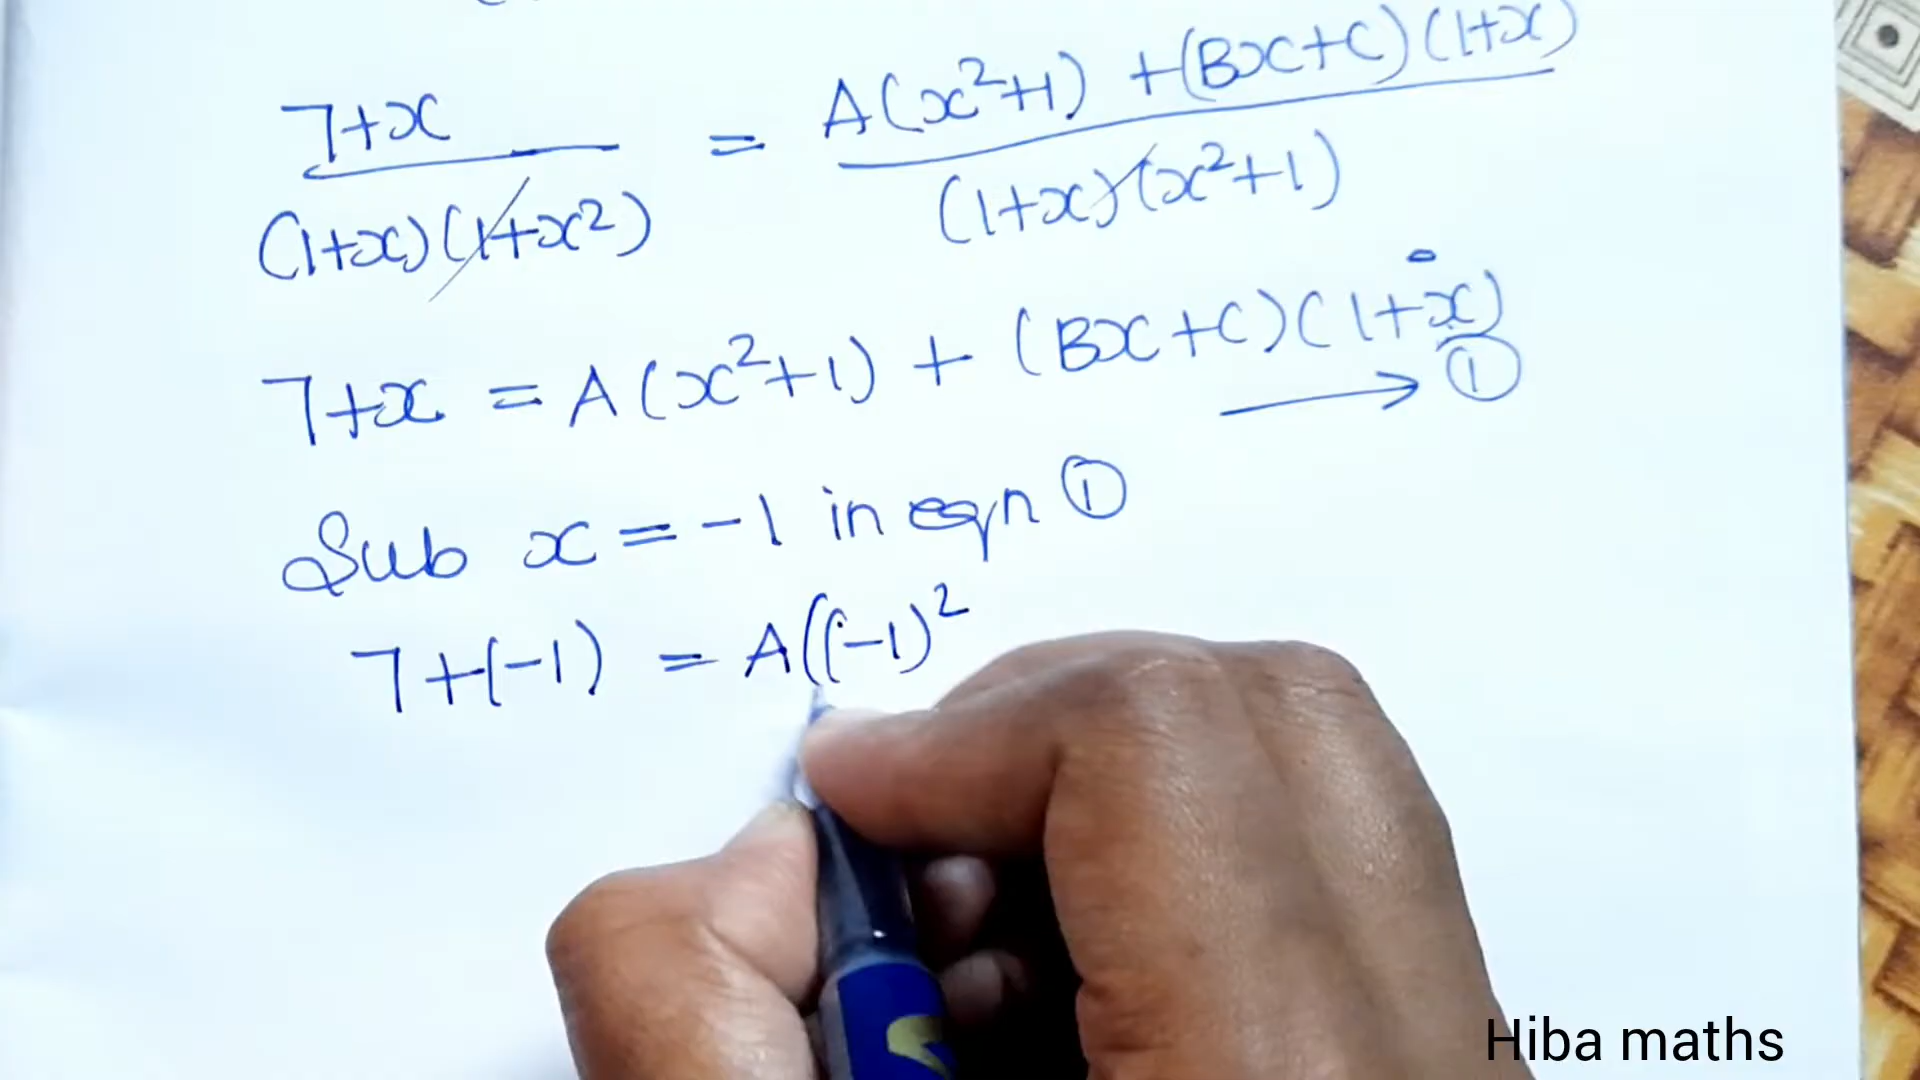 7+x / (1+x)(1+x²) = A(x²+1) + (Bx+C)(1+x) / (1+x)(x²+1)
7+x = A(x²+1) + (Bx+C)(1+x) → ①
Sub x = -1 in eqn ①
7+(-1) = A((-1)²
Hiba maths